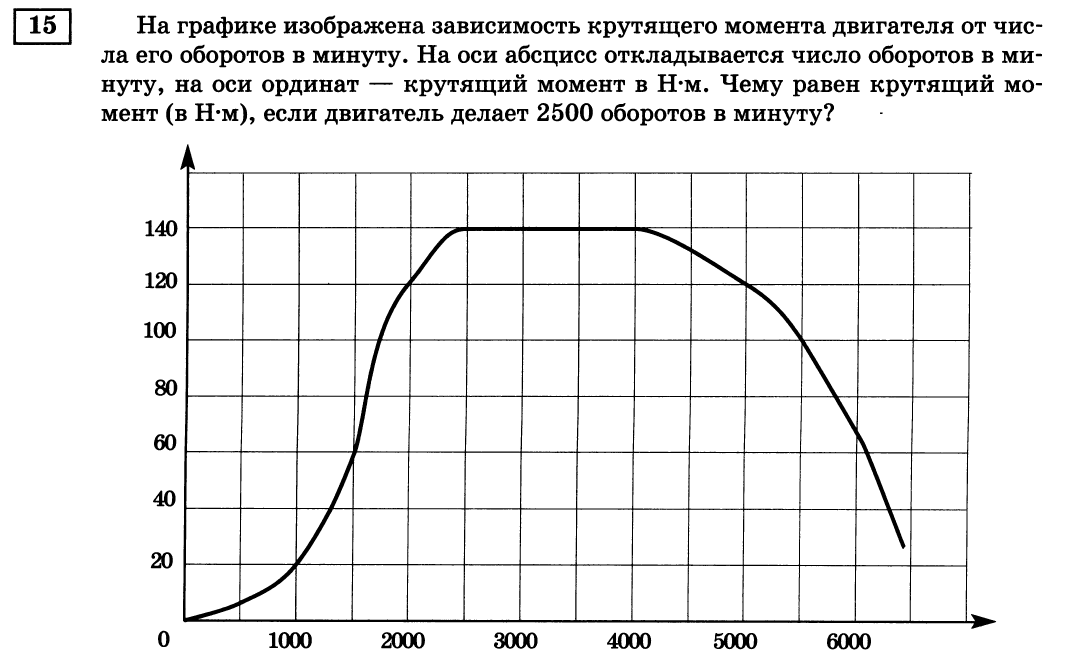 15
На графике изображена зависимость крутящего момента двигателя от чис-
ла его оборотов в минуту. На оси абсцисс откладывается число оборотов в ми-
нуту, на оси ординат — крутящий момент в Н·м. Чему равен крутящий мо-
мент (в Н·м), если двигатель делает 2500 оборотов в минуту?
140
120
100
80
60
40
20
0 1000 2000 3000 4000 5000 6000